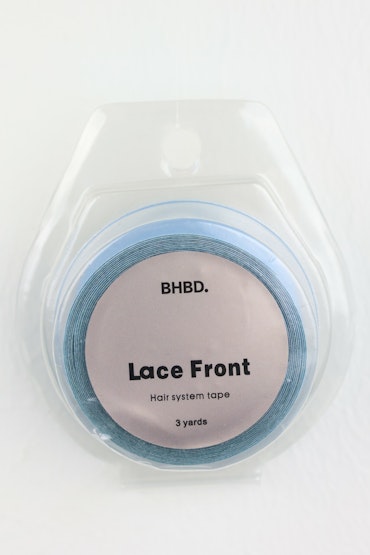 BHBD.
Lace Front
Hair system tape
3 yards